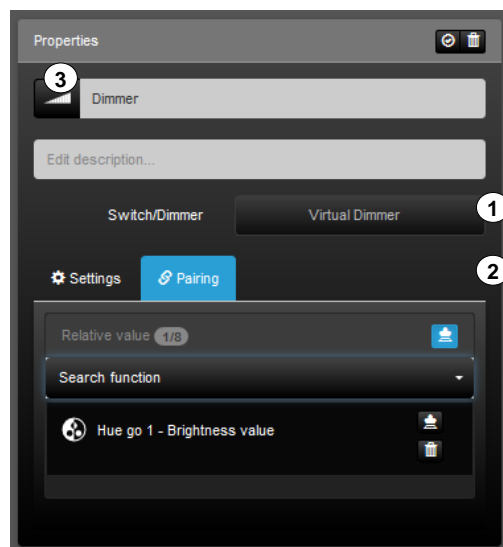 Properties
3
Dimmer
Edit description...
Switch/Dimmer Virtual Dimmer 1
Settings Pairing 2
Relative value 1/8
Search function
Hue go 1 - Brightness value